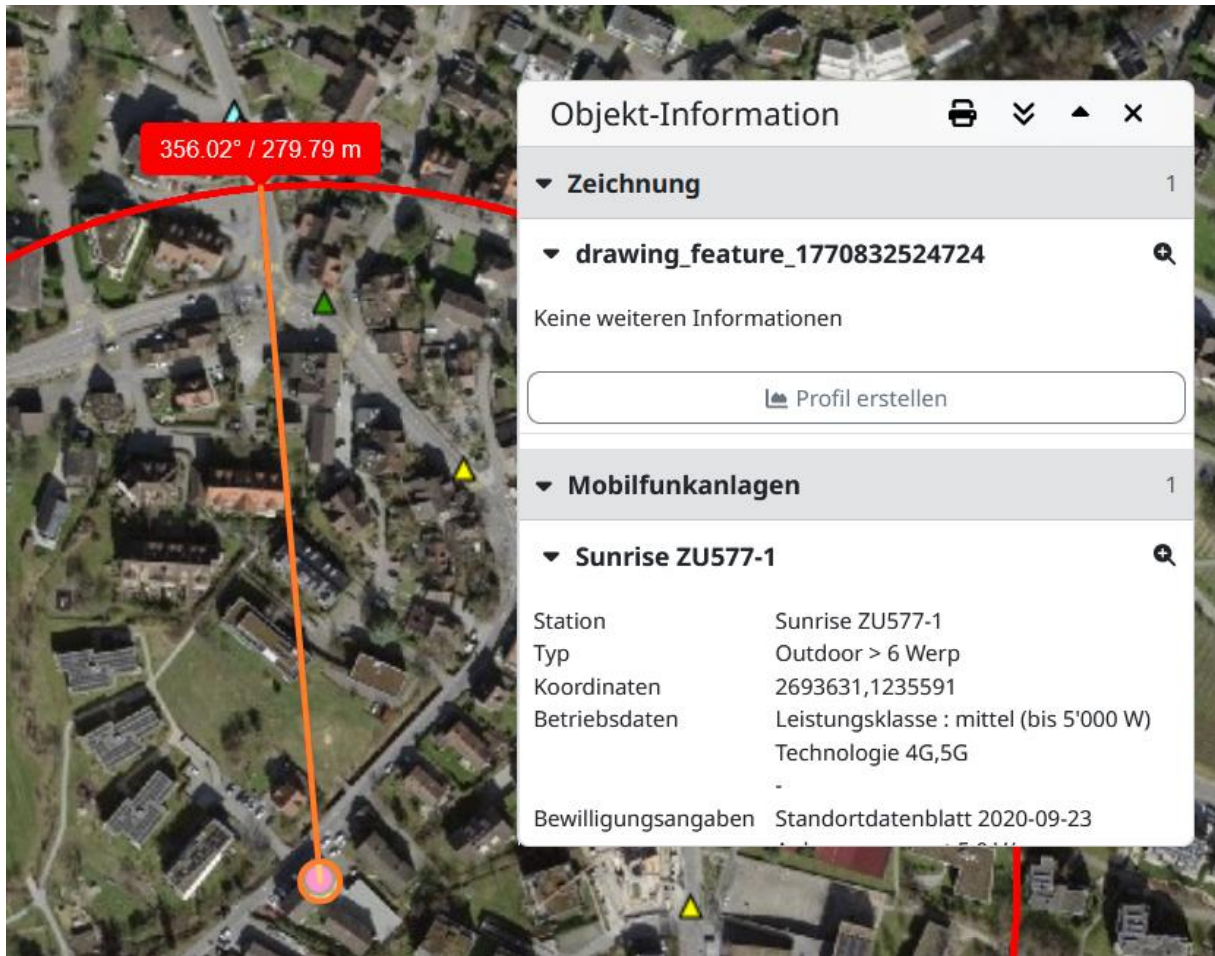 356.02° / 279.79 m
Objekt-Information
Zeichnung 1
drawing_feature_1770832524724
Keine weiteren Informationen
Profil erstellen
Mobilfunkanlagen 1
Sunrise ZU577-1
Station Sunrise ZU577-1
Typ Outdoor > 6 Werp
Koordinaten 2693631,1235591
Betriebsdaten Leistungsklasse : mittel (bis 5'000 W)
Technologie 4G,5G
-
Bewilligungsangaben Standortdatenblatt 2020-09-23